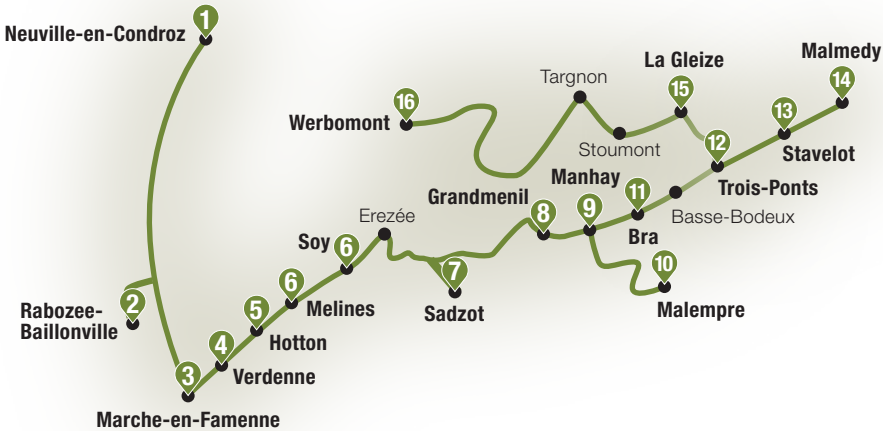 1
Neuville-en-Condroz
Malmedy
14
La Gleize
15
Targnon
16
Werbomont
13
Stavelot
12
Stoumont
Trois-Ponts
Manhay
11
Grandmenil
9
8
Basse-Bodeux
Bra
Erezée
Soy
6
7
10
Sadzot
Malempre
6
Melines
2
Rabozee-
Baillonville
5
Hotton
4
Verdenne
3
Marche-en-Famenne